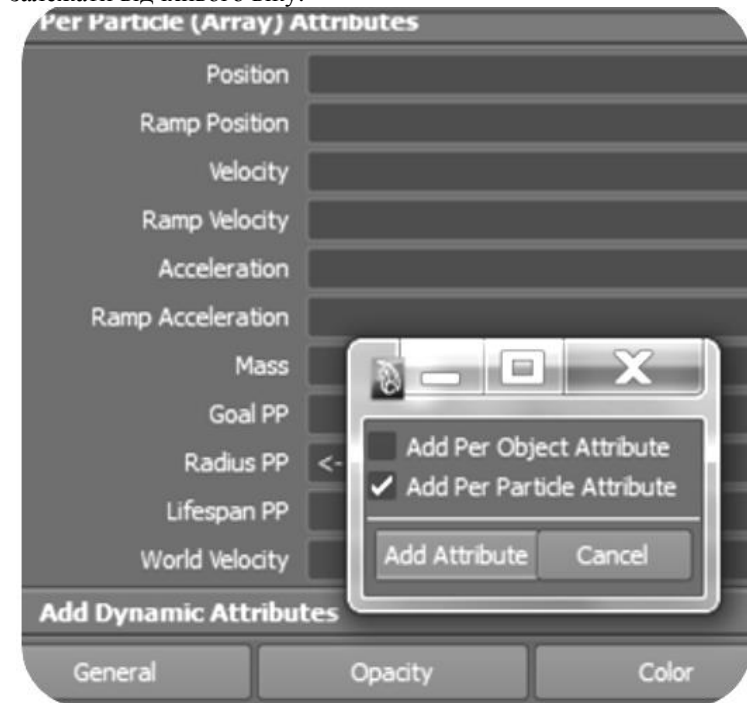 Per Particle (Array) Attributes
Position
Ramp Position
Velocity
Ramp Velocity
Acceleration
Ramp Acceleration
Mass
Goal PP
Radius PP <-
Lifespan PP
World Velocity
Add Per Object Attribute
Add Per Particle Attribute
Add Attribute Cancel
Add Dynamic Attributes
General Opacity Color